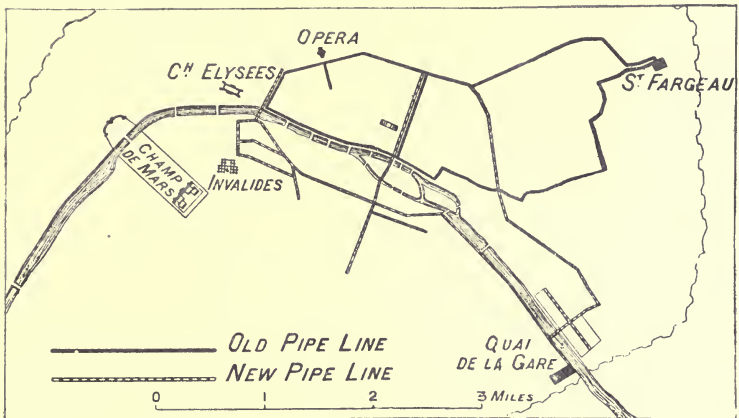 OPERA
CH ELYSEES
ST FARGEAU
CHAMP
DE MARS
INVALIDES
OLD PIPE LINE
NEW PIPE LINE
QUAI
DE LA GARE
0 1 2 3 MILES